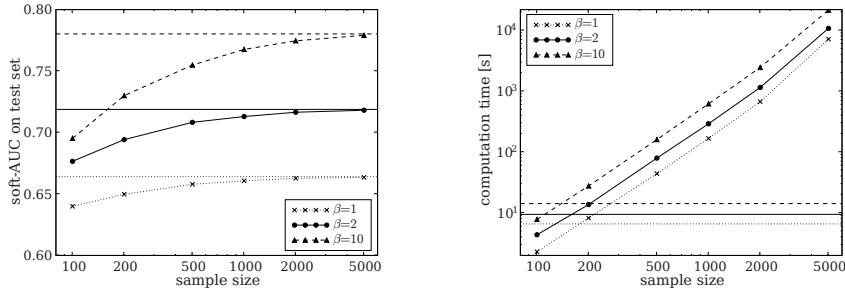 0.80
0.75
0.70
0.65
0.60
soft-AUC on test set
100 200 500 1000 2000 5000
sample size
β=1
β=2
β=10
10^4
10^3
10^2
10^1
computation time [s]
100 200 500 1000 2000 5000
sample size
β=1
β=2
β=10